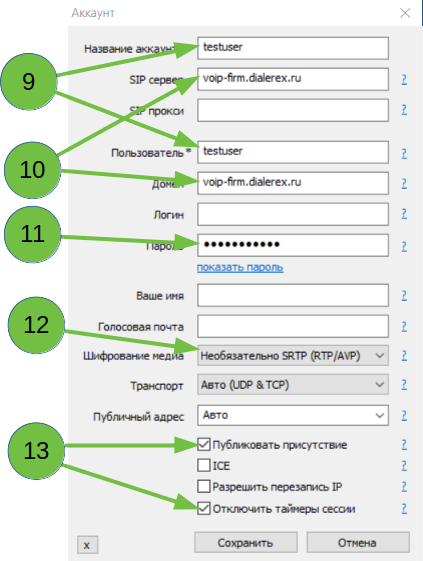 Аккаунт
Название аккаунта testuser
9
SIP сервер voip-firm.dialerex.ru ?
SIP прокси ?
Пользователь* testuser ?
10
Домен voip-firm.dialerex.ru ?
Логин ?
11
Пароль ●●●●●●●●●●● ?
показать пароль
Ваше имя ?
12
Голосовая почта ?
Шифрование медиа Необязательно SRTP (RTP/AVP) ?
Транспорт Авто (UDP & TCP) ?
Публичный адрес Авто ?
13
Публиковать присутствие ?
ICE ?
Разрешить перезапись IP ?
Отключить таймеры сессии ?
x Сохранить Отмена